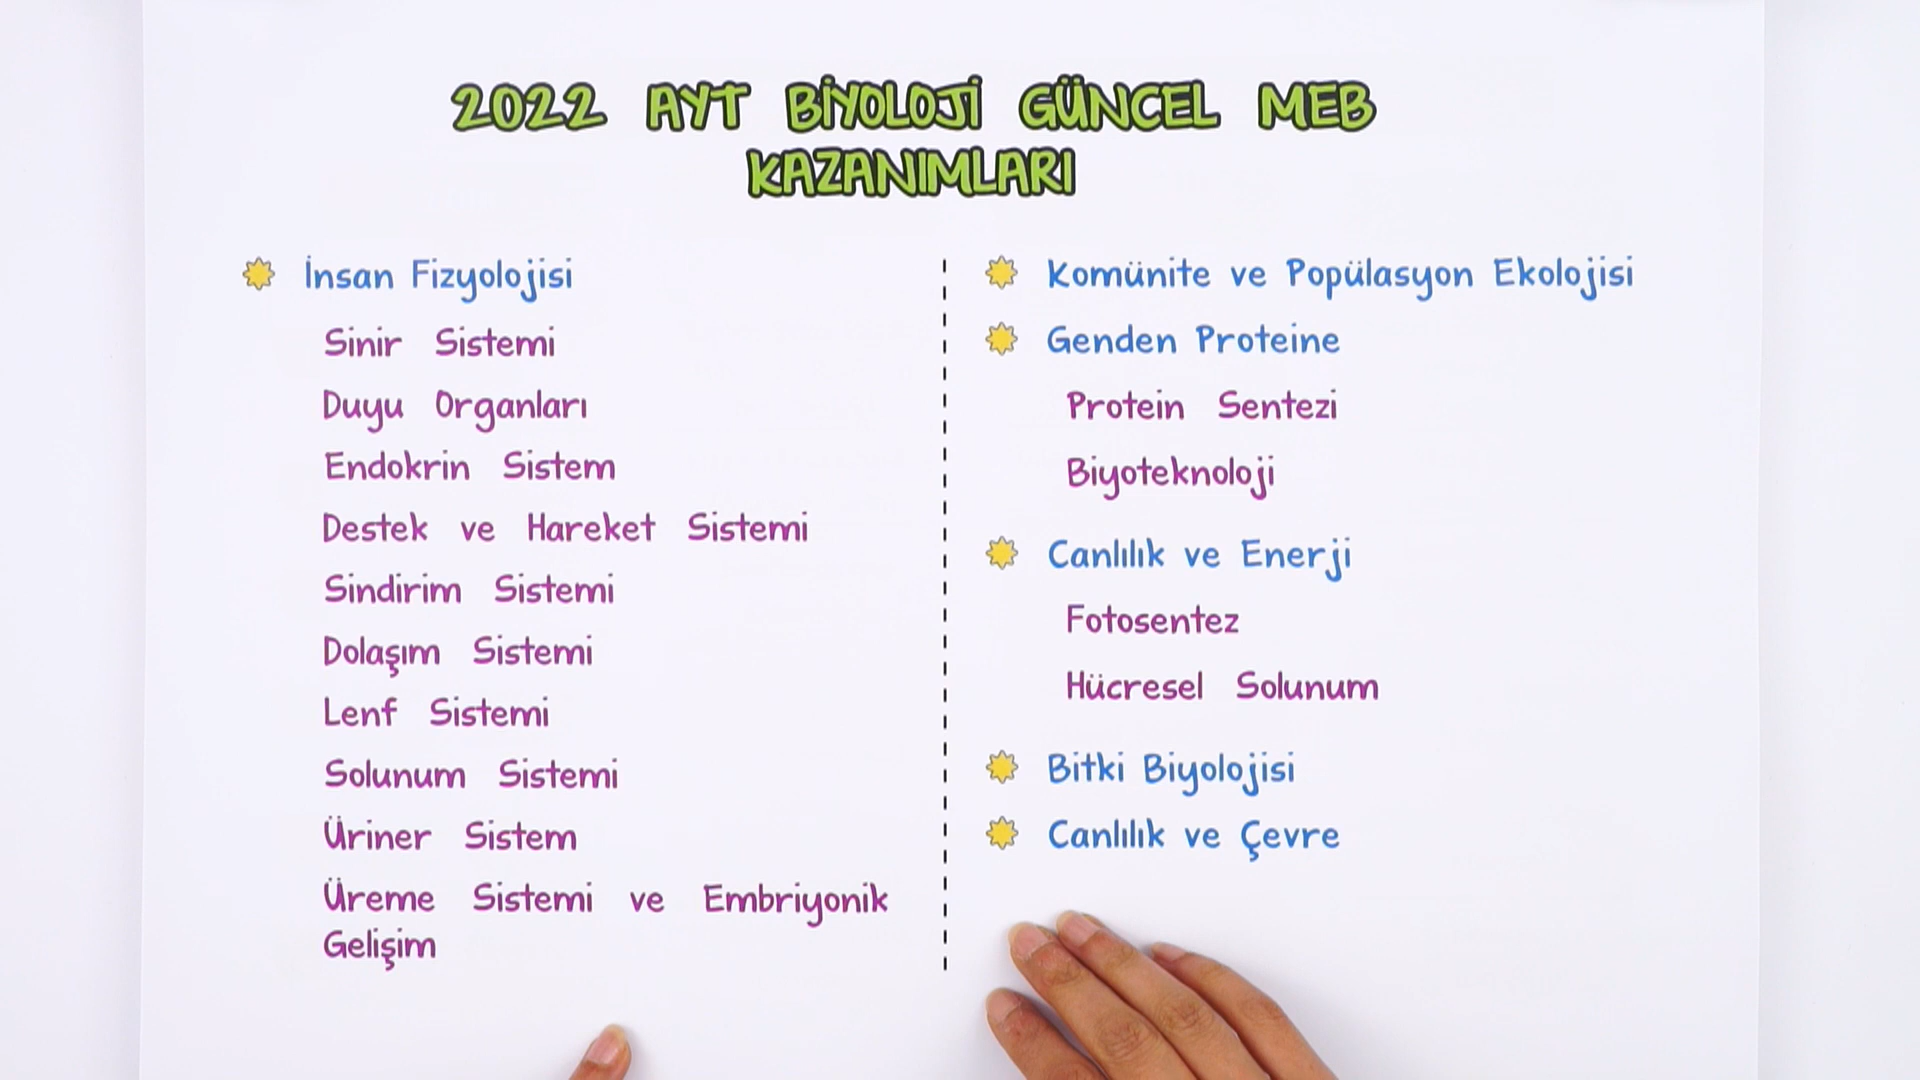 2022 AYT BİYOLOJİ GÜNCEL MEB
KAZANIMLARI
İnsan Fizyolojisi
Sinir Sistemi
Duyu Organları
Endokrin Sistem
Destek ve Hareket Sistemi
Sindirim Sistemi
Dolaşım Sistemi
Lenf Sistemi
Solunum Sistemi
Üriner Sistem
Üreme Sistemi ve Embriyonik
Gelişim
Komünite ve Popülasyon Ekolojisi
Genden Proteine
Protein Sentezi
Biyoteknoloji
Canlılık ve Enerji
Fotosentez
Hücresel Solunum
Bitki Biyolojisi
Canlılık ve Çevre